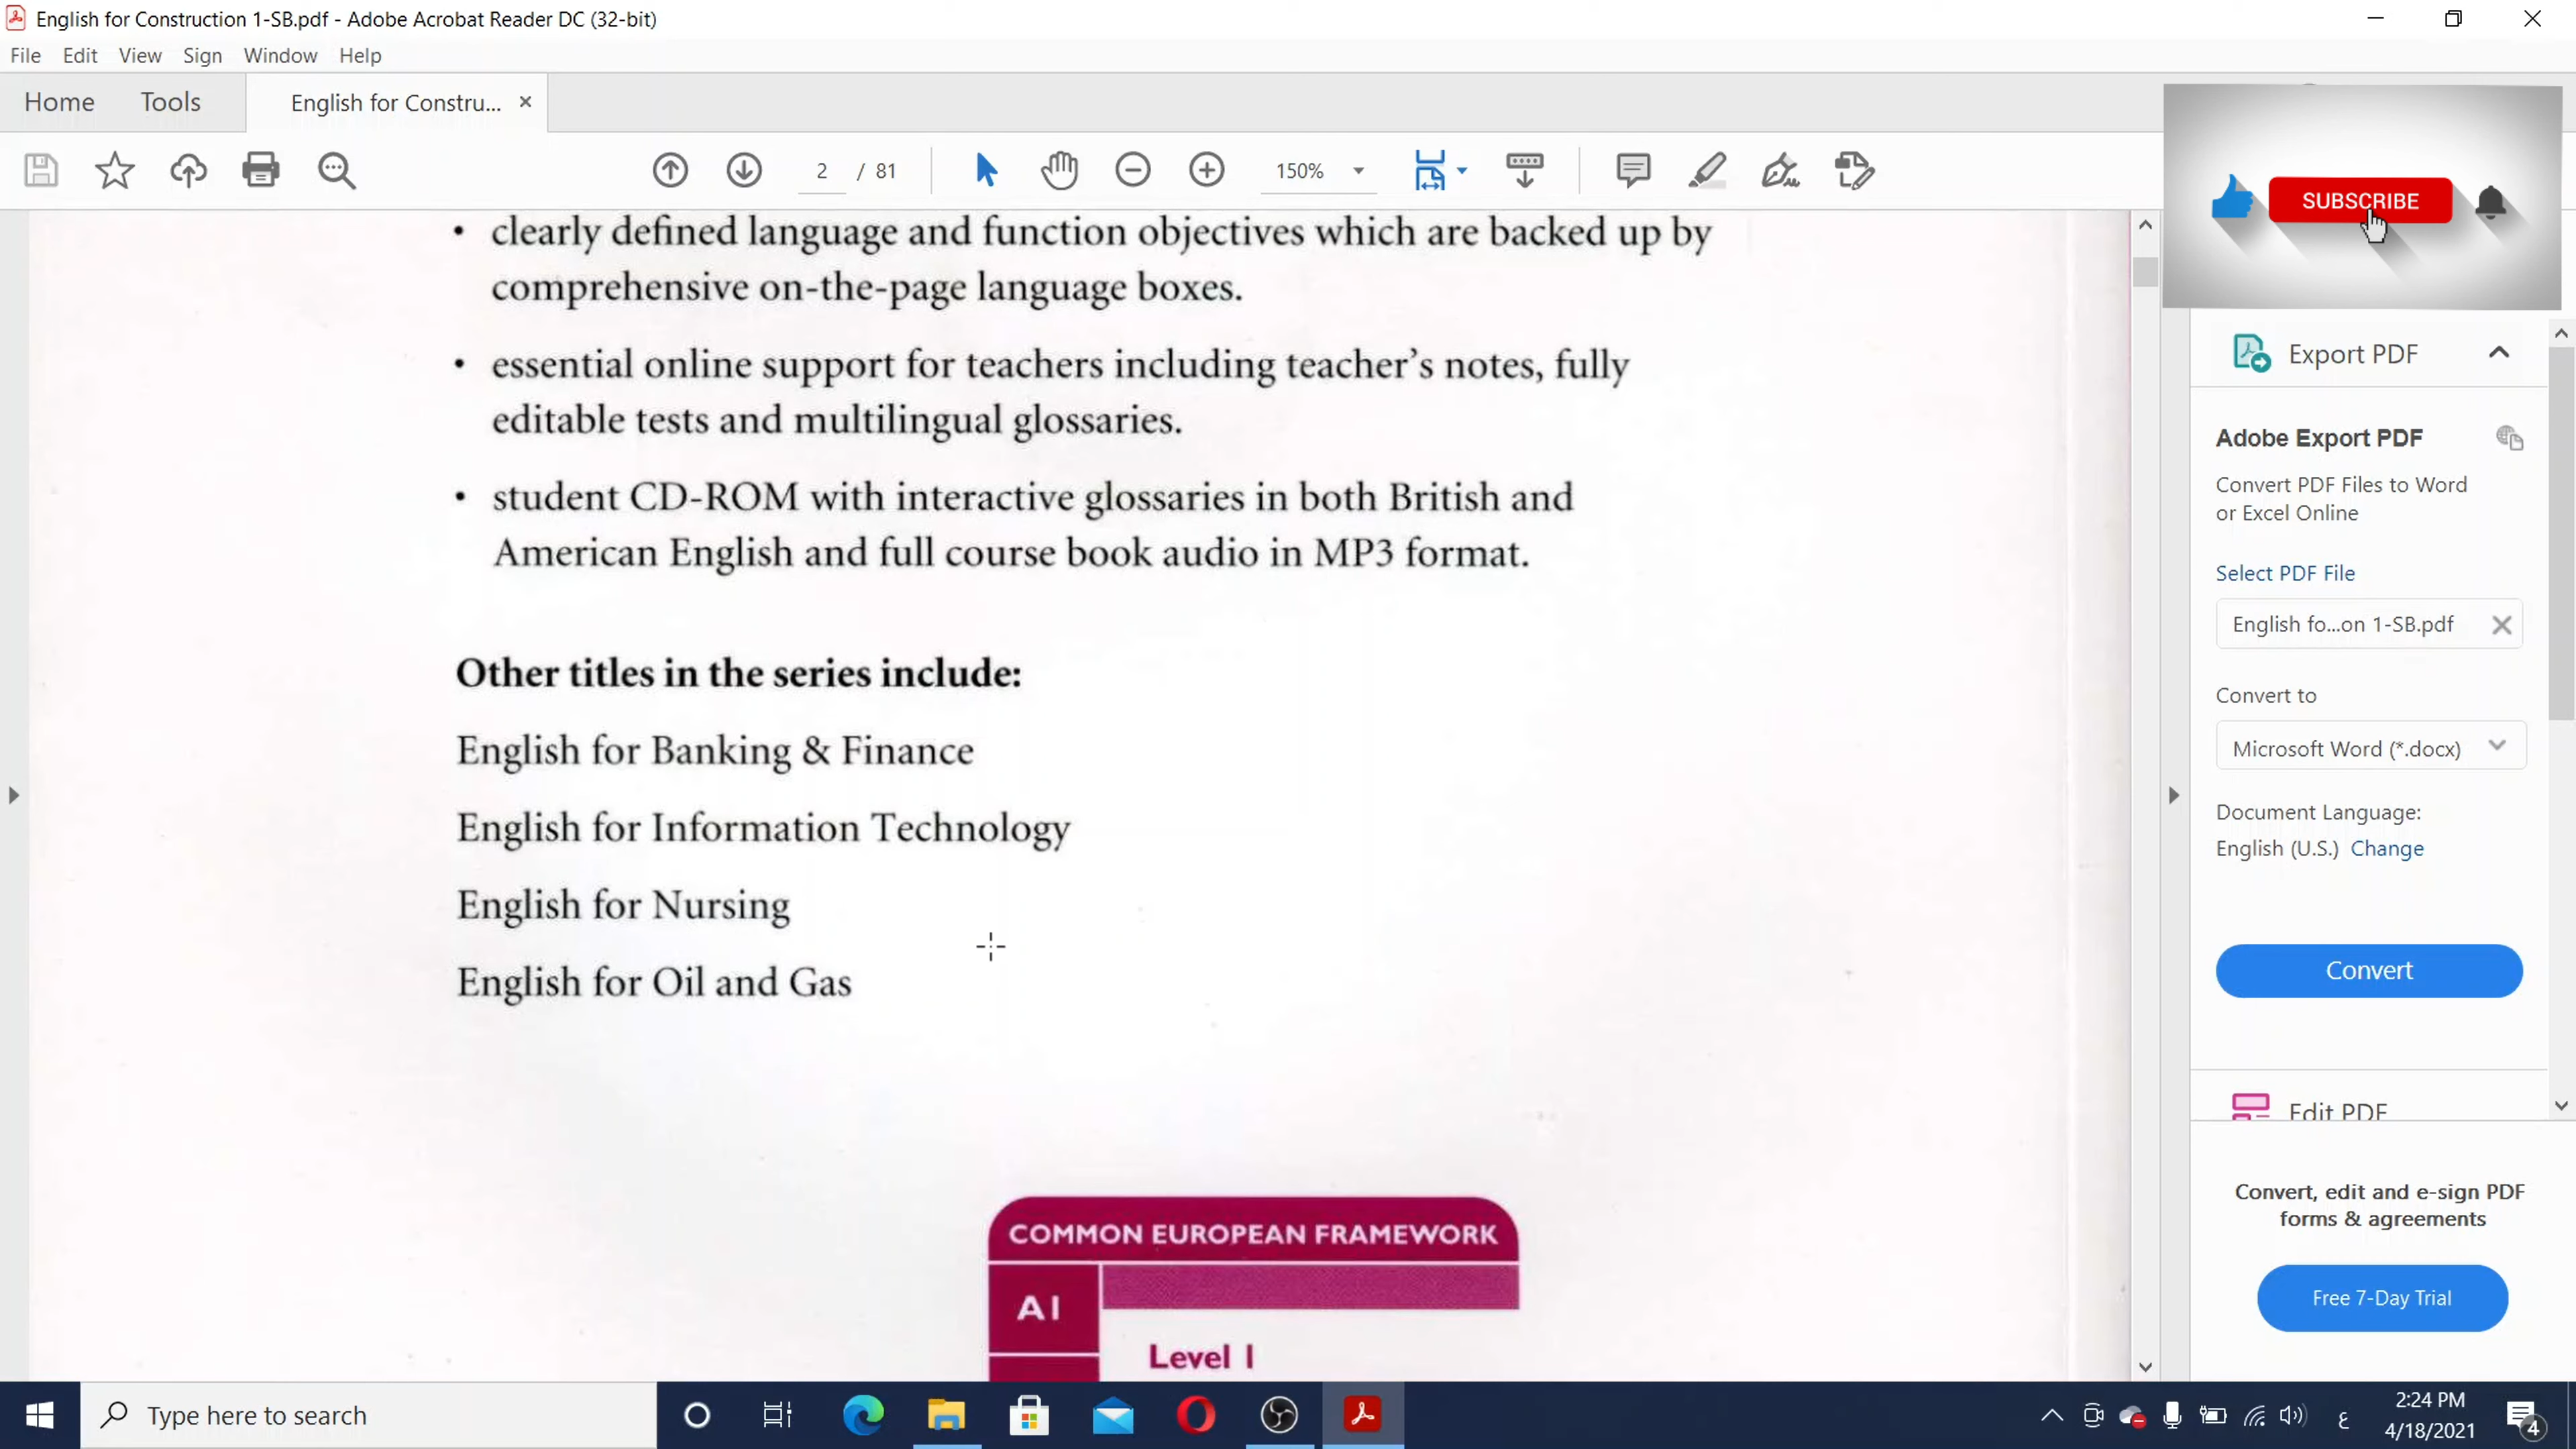 English for Construction 1-SB.pdf - Adobe Acrobat Reader DC (32-bit)
File Edit View Sign Window Help
Home Tools English for Constru...
2 / 81 150%
SUBSCRIBE
• clearly defined language and function objectives which are backed up by
comprehensive on-the-page language boxes.
• essential online support for teachers including teacher's notes, fully
editable tests and multilingual glossaries.
• student CD-ROM with interactive glossaries in both British and
American English and full course book audio in MP3 format.
Other titles in the series include:
English for Banking & Finance
English for Information Technology
English for Nursing
English for Oil and Gas
COMMON EUROPEAN FRAMEWORK
A1
Level 1
Export PDF
Adobe Export PDF
Convert PDF Files to Word
or Excel Online
Select PDF File
English fo...on 1-SB.pdf
Convert to
Microsoft Word (*.docx)
Document Language:
English (U.S.) Change
Convert
Edit PDF
Convert, edit and e-sign PDF
forms & agreements
Free 7-Day Trial
Type here to search
ع
2:24 PM
4/18/2021
4